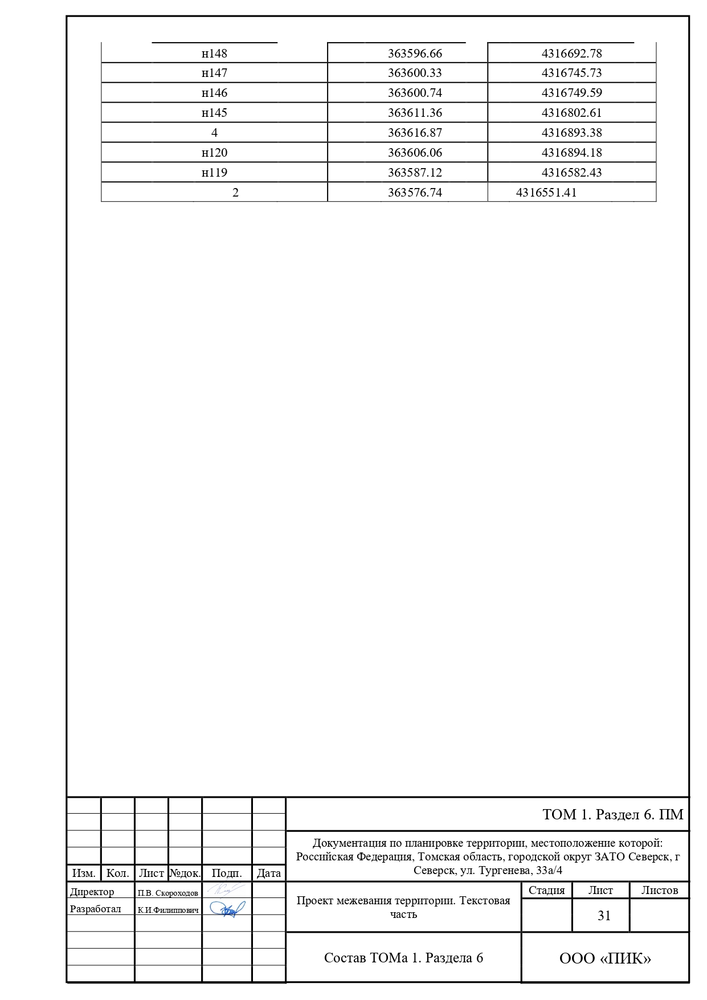 н148 363596.66 4316692.78
н147 363600.33 4316745.73
н146 363600.74 4316749.59
н145 363611.36 4316802.61
4 363616.87 4316893.38
н120 363606.06 4316894.18
н119 363587.12 4316582.43
2 363576.74 4316551.41
ТОМ 1. Раздел 6. ПМ
Документация по планировке территории, местоположение которой:
Российская Федерация, Томская область, городской округ ЗАТО Северск, г
Северск, ул. Тургенева, 33а/4
Изм. Кол. Лист №док. Подп. Дата
Директор П.В. Скороходов
Разработал К.И.Филиппович
Проект межевания территории. Текстовая
часть
Стадия Лист Листов
31
Состав ТОМа 1. Раздела 6
ООО «ПИК»